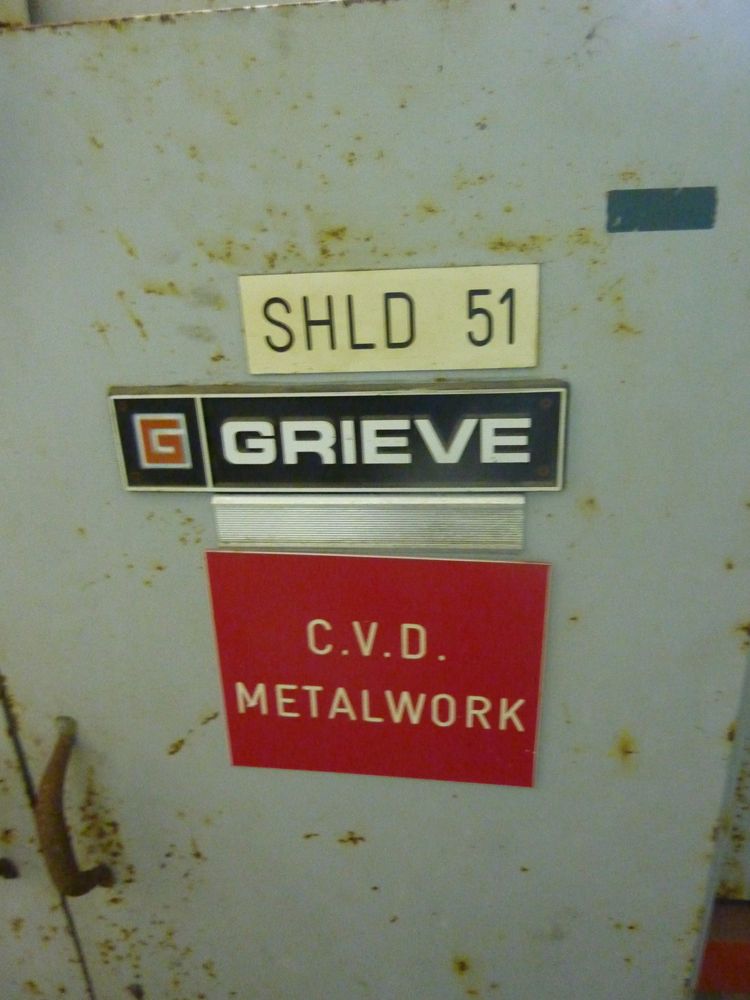 SHLD 51
G GRIEVE
C.V.D.
METALWORK